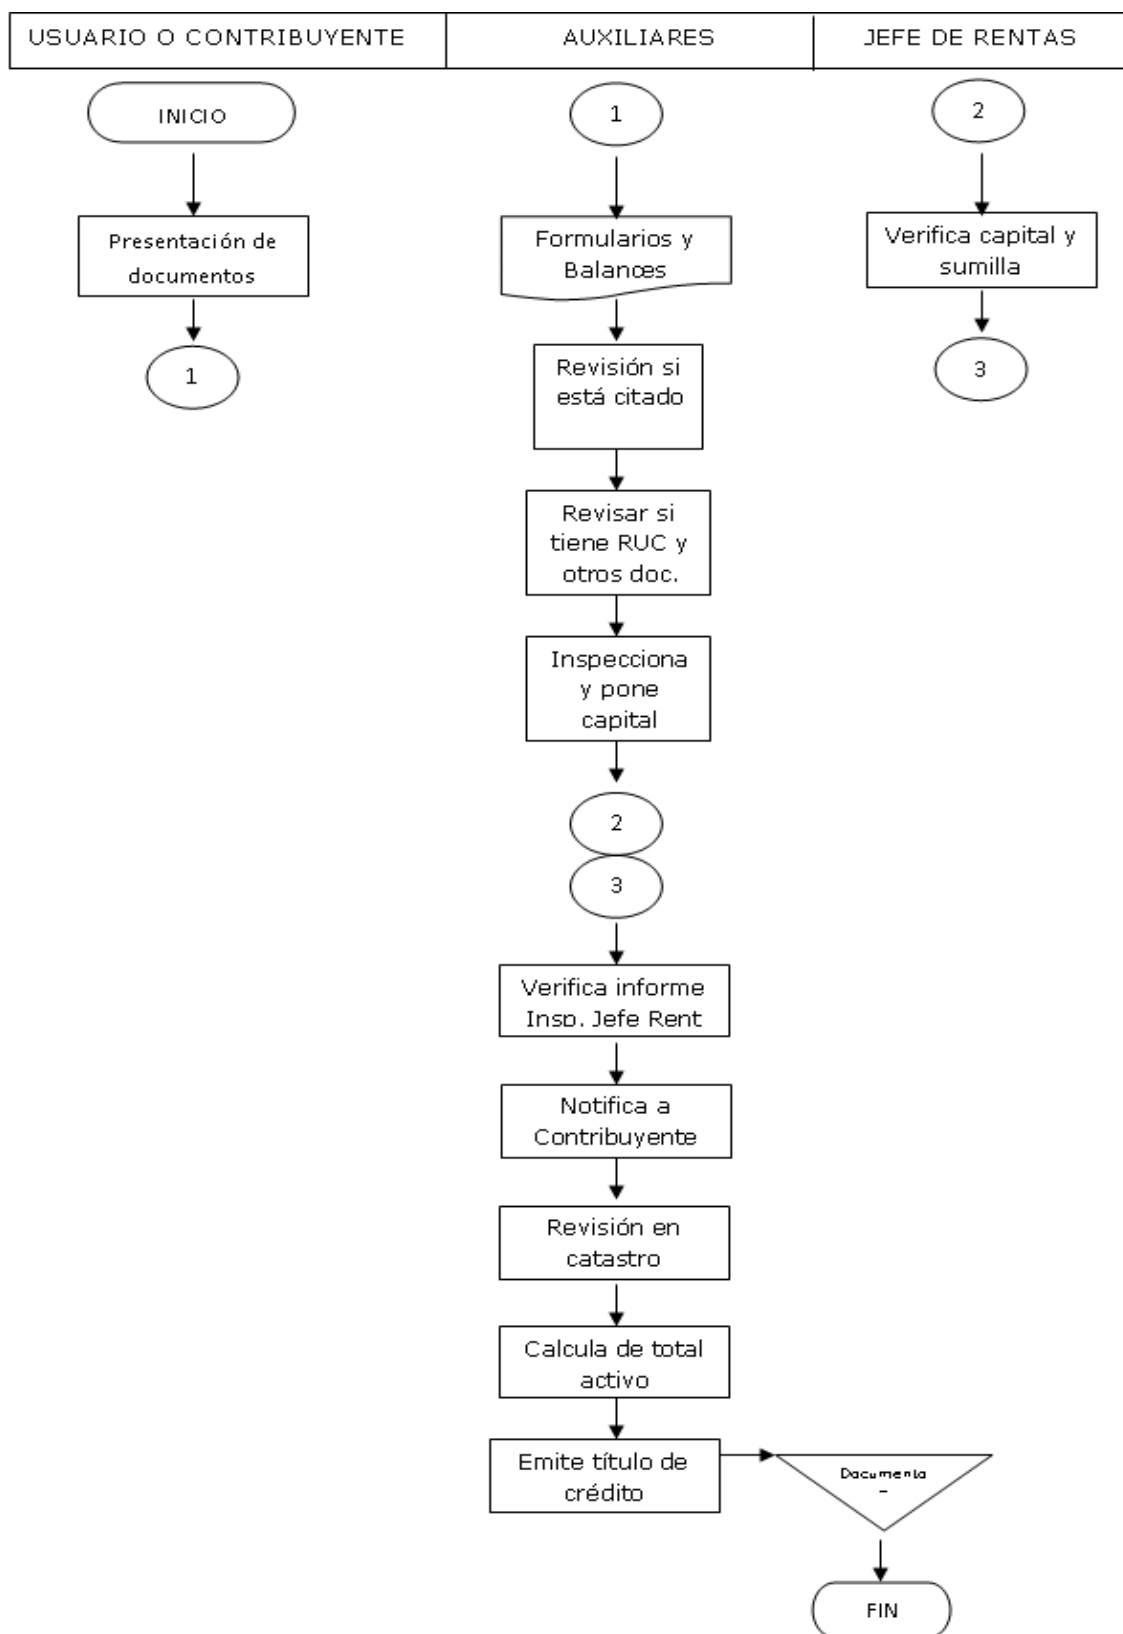 USUARIO O CONTRIBUYENTE
AUXILIARES
JEFE DE RENTAS
INICIO
Presentación de
documentos
1
1
Formularios y
Balances
Revisión si
está citado
Revisar si
tiene RUC y
otros doc.
Inspecciona
y pone
capital
2
3
Verifica informe
Insp. Jefe Rent
Notifica a
Contribuyente
Revisión en
catastro
Calcula de total
activo
Emite título de
crédito
2
Verifica capital y
sumilla
3
Documenta
FIN